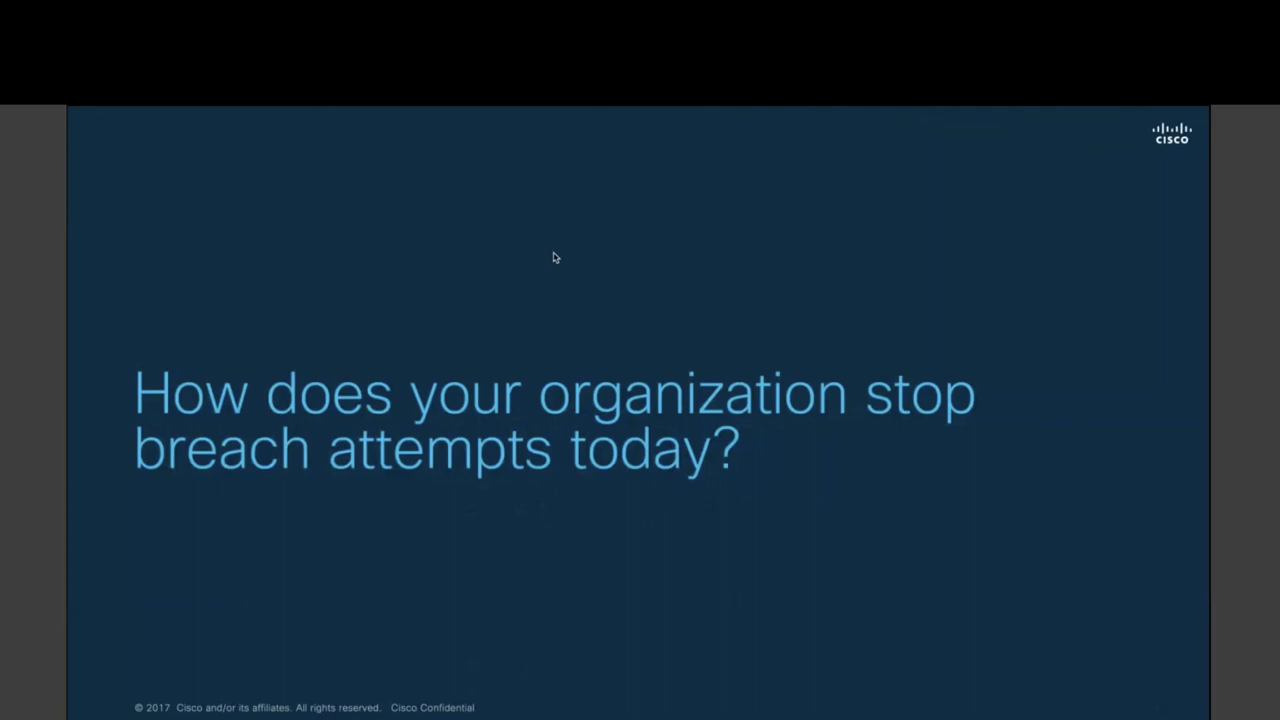 CISCO
How does your organization stop
breach attempts today?
© 2017 Cisco and/or its affiliates. All rights reserved. Cisco Confidential